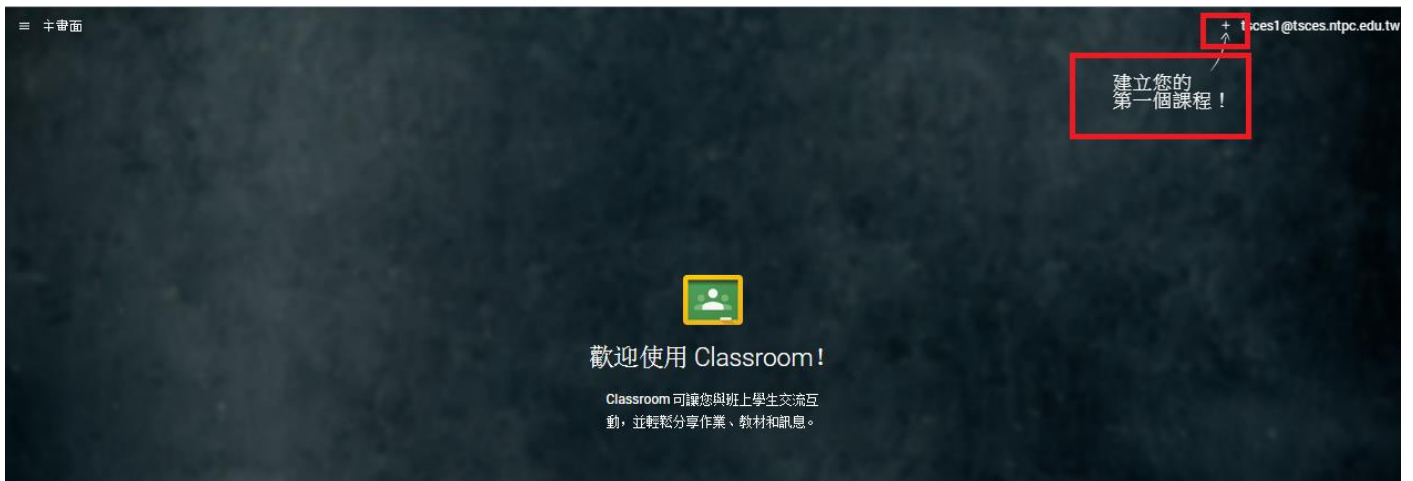 ≡ 主畫面
+ tsces1@tsces.ntpc.edu.tw
建立您的
第一個課程！
歡迎使用 Classroom！
Classroom 可讓您與班上學生交流互
動，並輕鬆分享作業、教材和訊息。